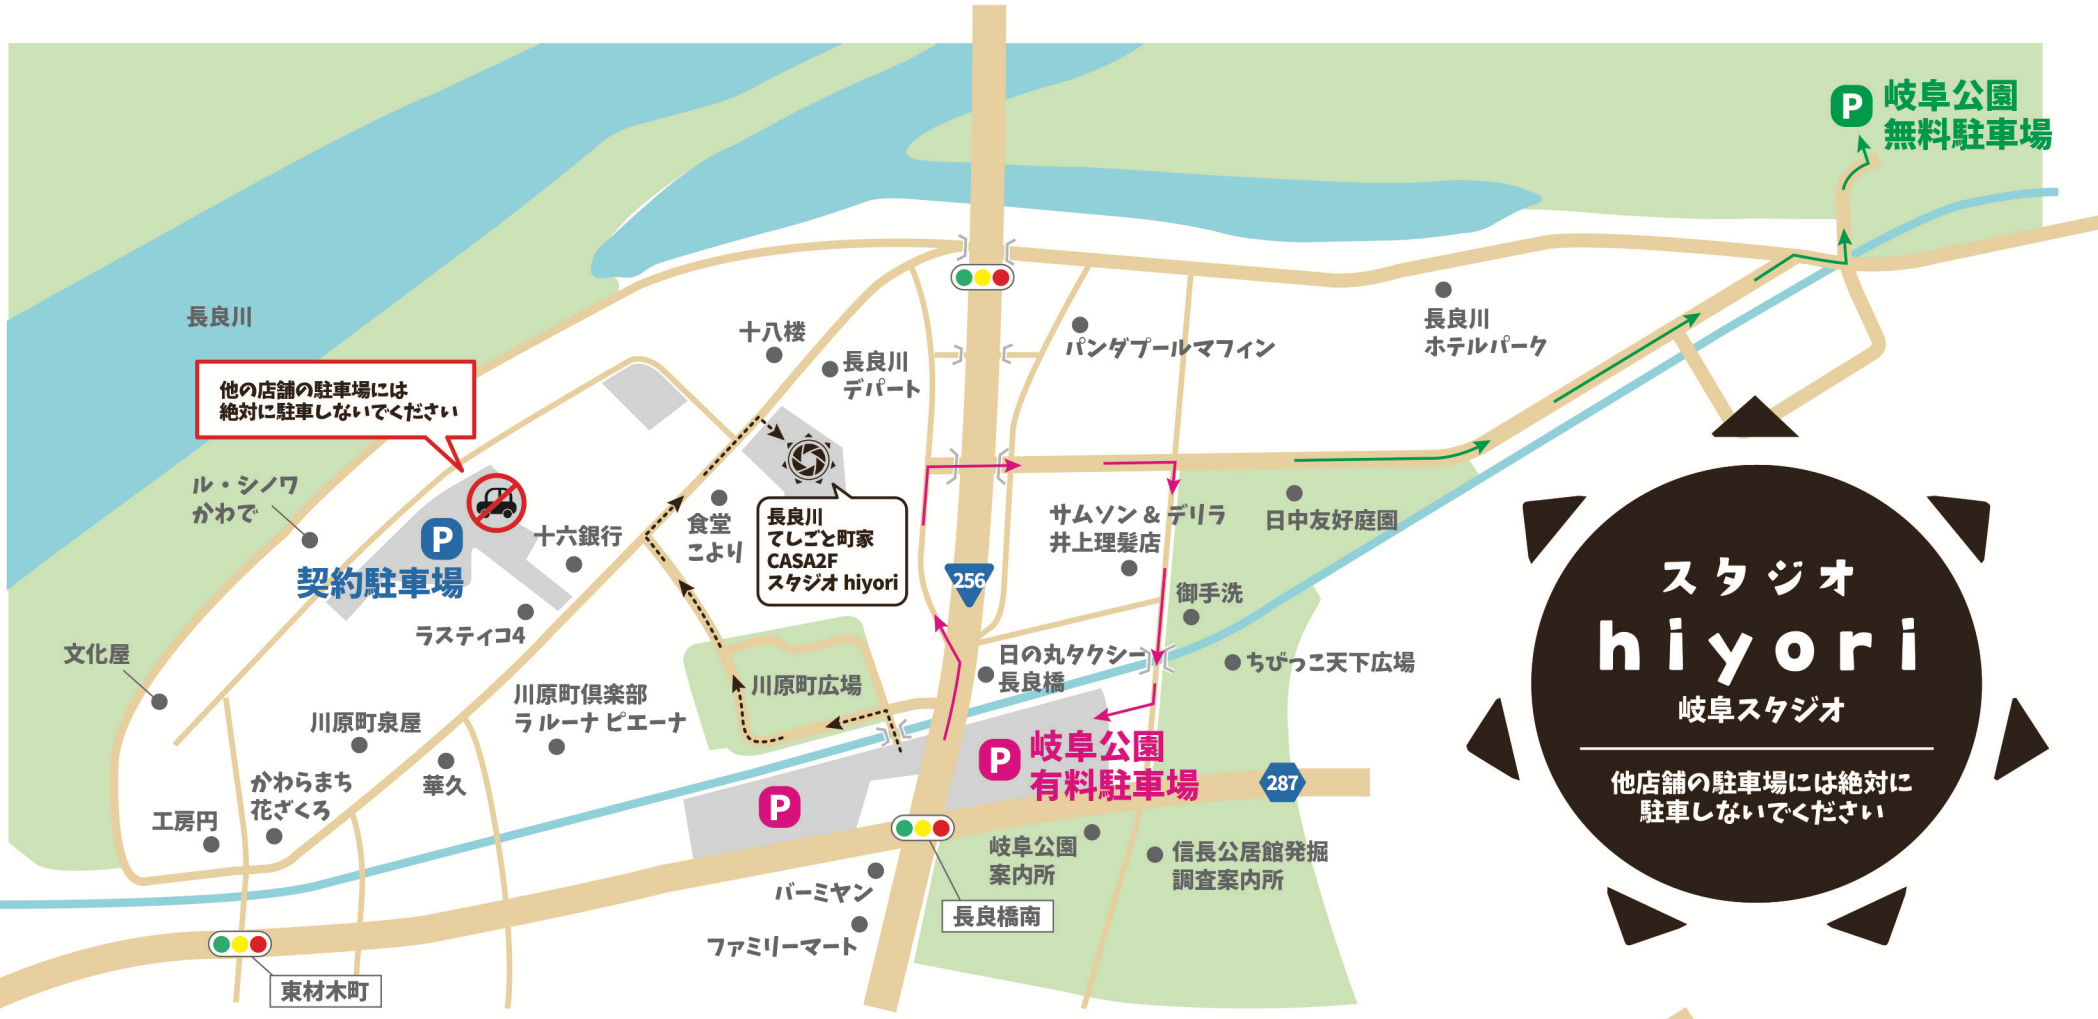 P
岐阜公園
無料駐車場
長良川
他の店舗の駐車場には
絶対に駐車しないでください
十八楼
長良川
デパート
パンダプールマフィン
長良川
ホテルパーク
ル・シノワ
かわで
P
契約駐車場
十六銀行
食堂
こより
長良川
てしごと町家
CASA2F
スタジオ hiyori
サムソン & デリラ
井上理髪店
日中友好庭園
256
御手洗
ラスティコ4
文化屋
川原町泉屋
川原町倶楽部
ラ ルーナ ピエーナ
川原町広場
日の丸タクシー
長良橋
ちびっこ天下広場
かわらまち
花ざくろ
華久
工房円
P
P
岐阜公園
有料駐車場
287
岐阜公園
案内所
信長公居館発掘
調査案内所
バーミヤン
ファミリーマート
長良橋南
東材木町
スタジオ
hiyori
岐阜スタジオ
他店舗の駐車場には絶対に
駐車しないでください